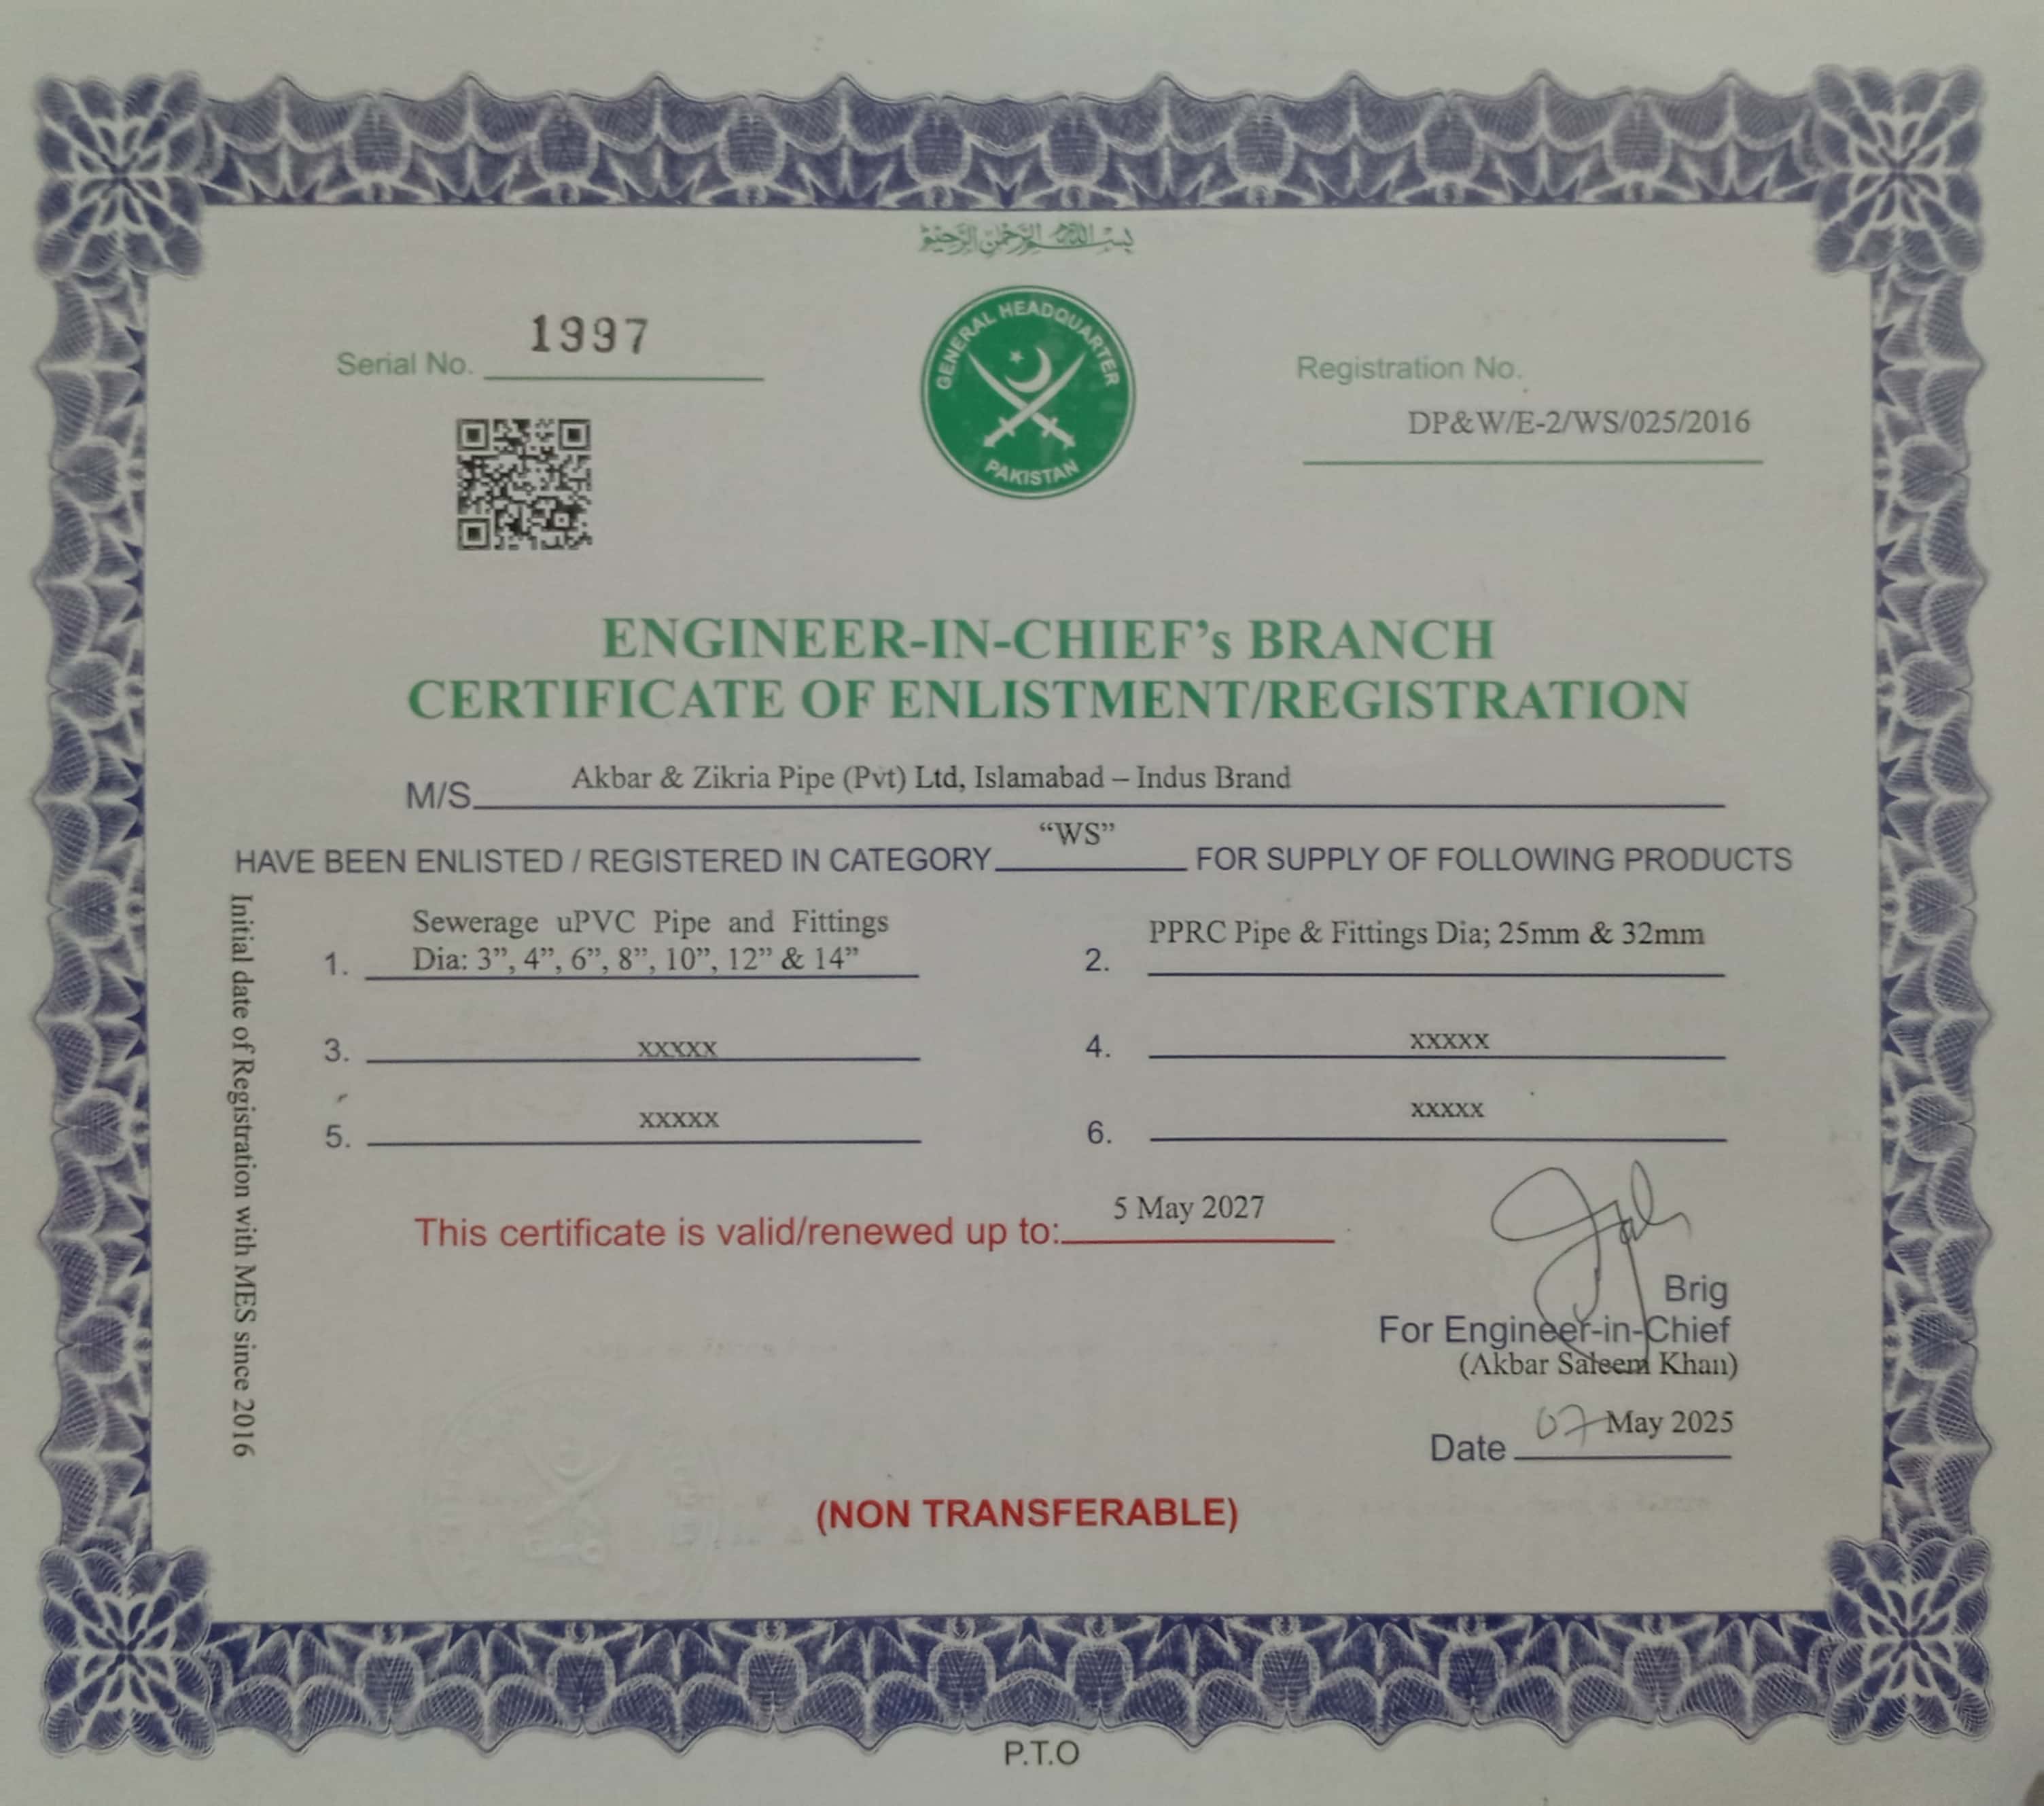 بسم الله الرحمن الرحيم
Serial No. 1997
GENERAL HEADQUARTER
PAKISTAN
Registration No.
DP&W/E-2/WS/025/2016
ENGINEER-IN-CHIEF's BRANCH
CERTIFICATE OF ENLISTMENT/REGISTRATION
M/S Akbar & Zikria Pipe (Pvt) Ltd, Islamabad – Indus Brand
HAVE BEEN ENLISTED / REGISTERED IN CATEGORY “WS” FOR SUPPLY OF FOLLOWING PRODUCTS
1. Sewerage uPVC Pipe and Fittings
Dia: 3”, 4”, 6”, 8”, 10”, 12” & 14”
2. PPRC Pipe & Fittings Dia; 25mm & 32mm
3. xxxxx
4. xxxxx
5. xxxxx
6. xxxxx
Initial date of Registration with MES since 2016
This certificate is valid/renewed up to: 5 May 2027
Brig
For Engineer-in-Chief
(Akbar Saleem Khan)
Date 07 May 2025
(NON TRANSFERABLE)
P.T.O